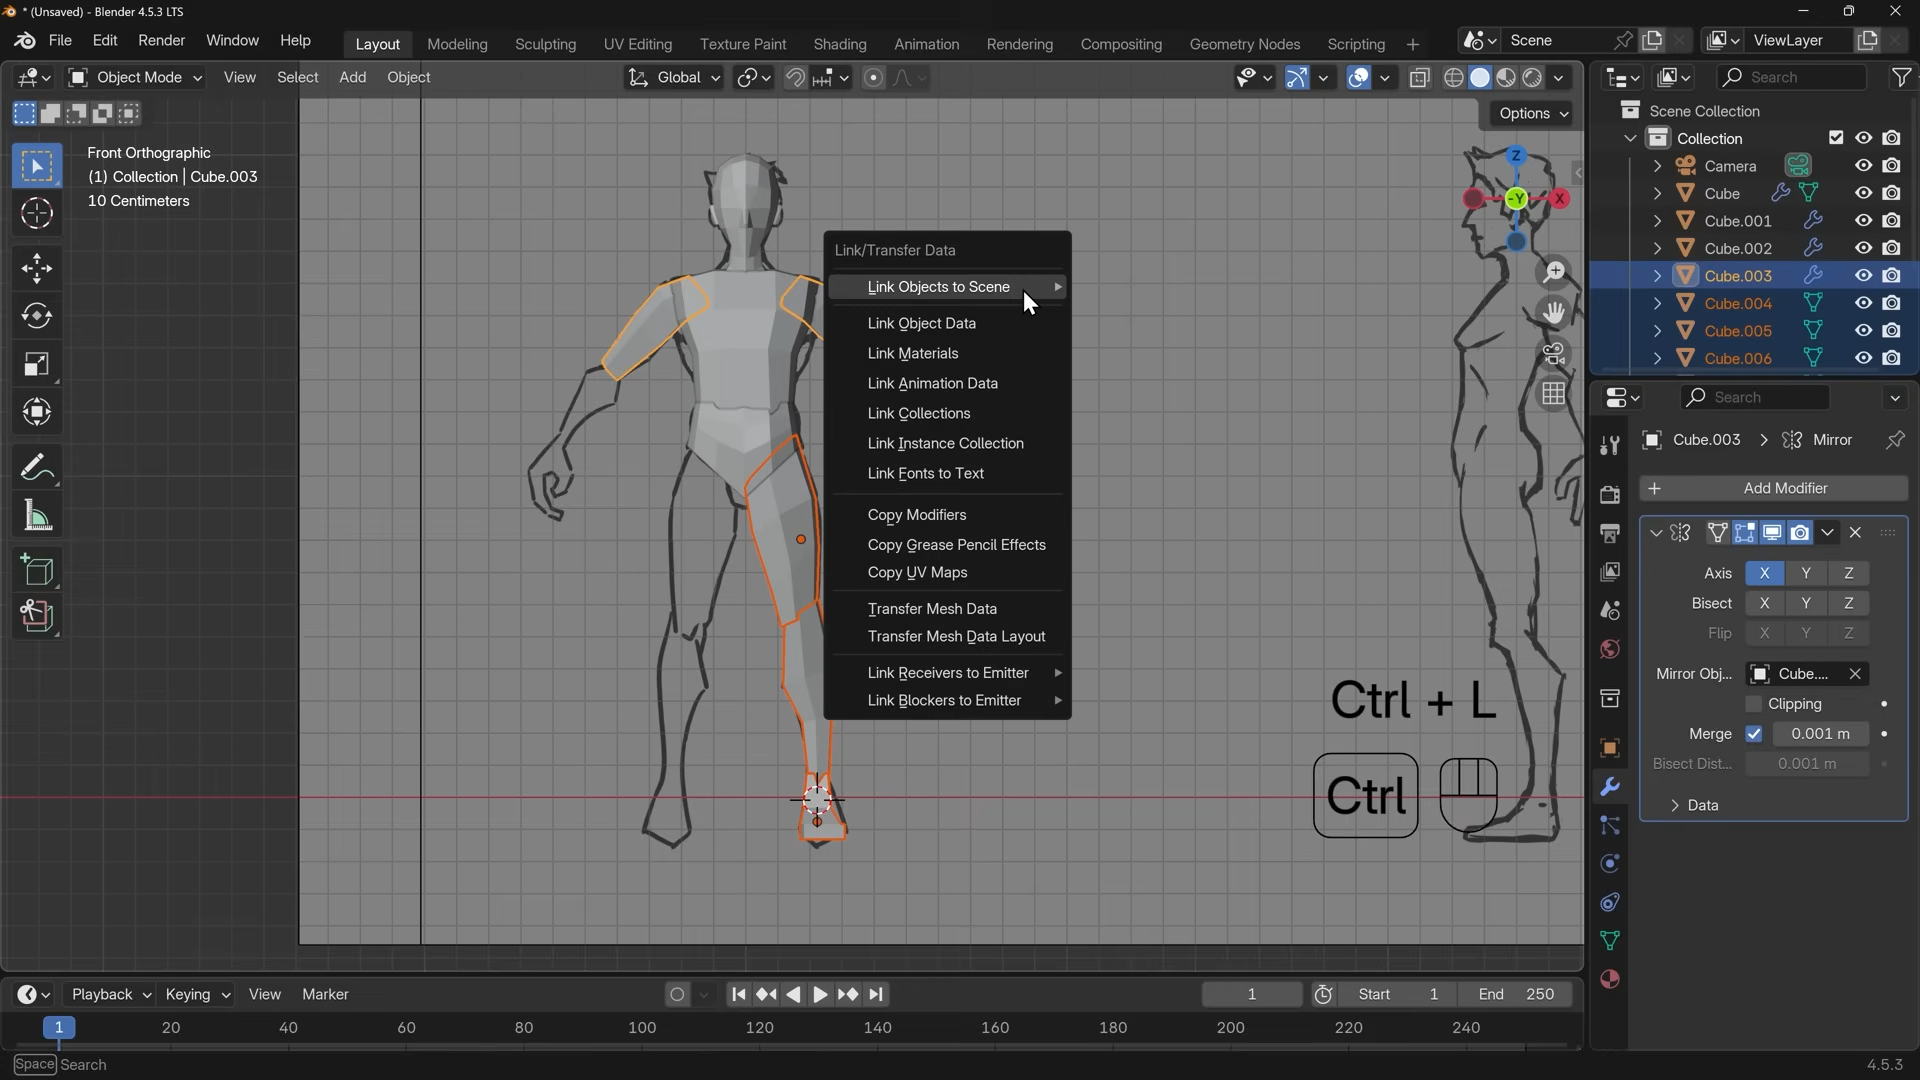 * (Unsaved) - Blender 4.5.3 LTS
File Edit Render Window Help
Layout Modeling Sculpting UV Editing Texture Paint Shading Animation Rendering Compositing Geometry Nodes Scripting +
Scene
ViewLayer
Object Mode View Select Add Object
Global
Search
Options
Front Orthographic
(1) Collection | Cube.003
10 Centimeters
Z
-Y
X
Scene Collection
Collection
Camera
Cube
Cube.001
Cube.002
Cube.003
Cube.004
Cube.005
Cube.006
Link/Transfer Data
Link Objects to Scene
Link Object Data
Link Materials
Link Animation Data
Link Collections
Link Instance Collection
Link Fonts to Text
Copy Modifiers
Copy Grease Pencil Effects
Copy UV Maps
Transfer Mesh Data
Transfer Mesh Data Layout
Link Receivers to Emitter
Link Blockers to Emitter
Ctrl + L
Ctrl
Search
Cube.003 > Mirror
+ Add Modifier
Axis X Y Z
Bisect X Y Z
Flip X Y Z
Mirror Obj... Cube....
Clipping
Merge 0.001 m
Bisect Dist... 0.001 m
Data
Playback Keying View Marker
1 Start 1 End 250
1 20 40 60 80 100 120 140 160 180 200 220 240
Space Search
4.5.3